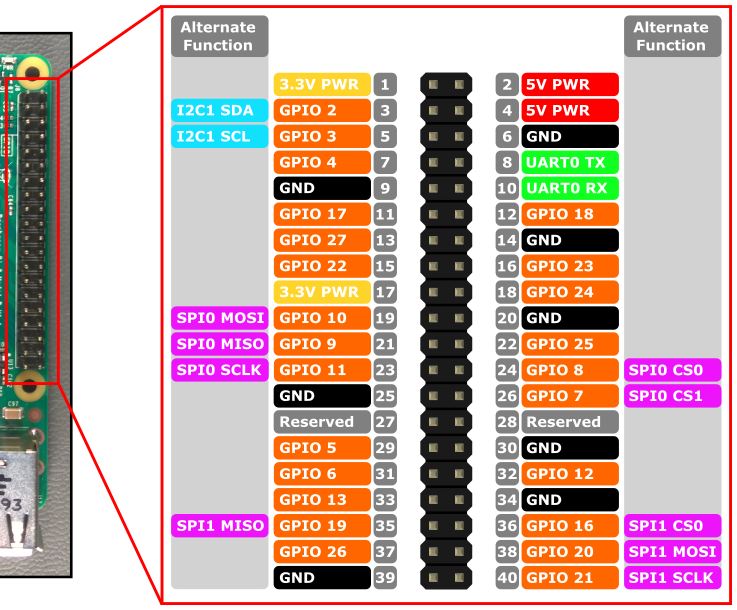 Alternate Function
Alternate Function
3.3V PWR 1 2 5V PWR
I2C1 SDA GPIO 2 3 4 5V PWR
I2C1 SCL GPIO 3 5 6 GND
GPIO 4 7 8 UART0 TX
GND 9 10 UART0 RX
GPIO 17 11 12 GPIO 18
GPIO 27 13 14 GND
GPIO 22 15 16 GPIO 23
3.3V PWR 17 18 GPIO 24
SPI0 MOSI GPIO 10 19 20 GND
SPI0 MISO GPIO 9 21 22 GPIO 25
SPI0 SCLK GPIO 11 23 24 GPIO 8 SPI0 CS0
GND 25 26 GPIO 7 SPI0 CS1
Reserved 27 28 Reserved
GPIO 5 29 30 GND
GPIO 6 31 32 GPIO 12
GPIO 13 33 34 GND
SPI1 MISO GPIO 19 35 36 GPIO 16 SPI1 CS0
GPIO 26 37 38 GPIO 20 SPI1 MOSI
GND 39 40 GPIO 21 SPI1 SCLK
C97
93